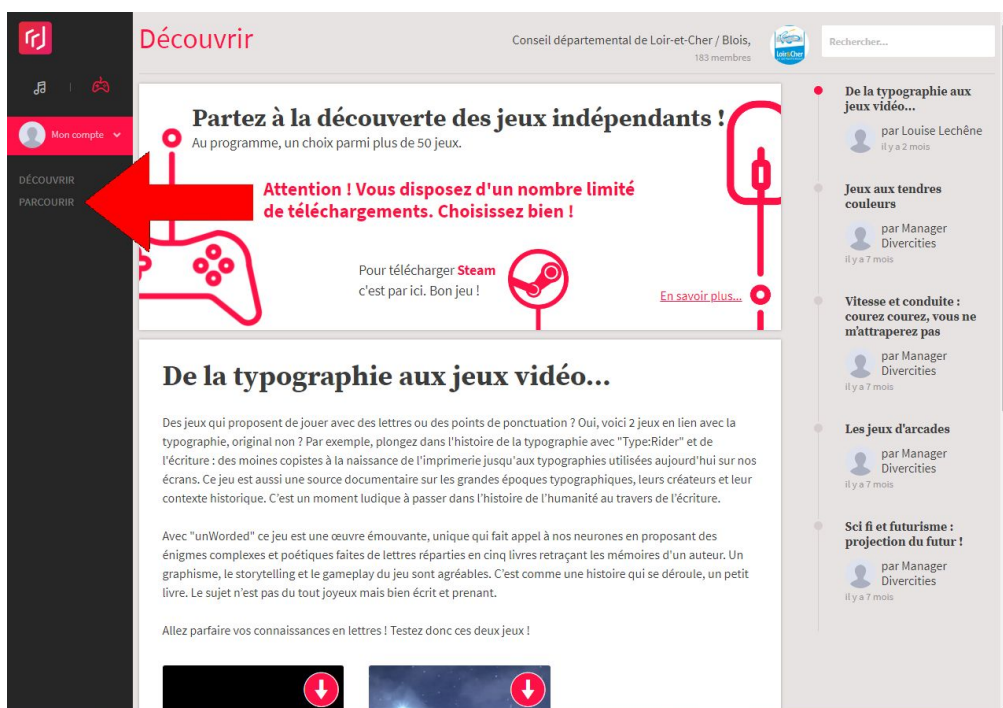 Découvrir
Conseil départemental de Loir-et-Cher / Blois,
183 membres
Loir&Cher
Rechercher...
Mon compte
DÉCOUVRIR
PARCOURIR
Partez à la découverte des jeux indépendants !
Au programme, un choix parmi plus de 50 jeux.
Attention ! Vous disposez d'un nombre limité
de téléchargements. Choisissez bien !
Pour télécharger Steam
c'est par ici. Bon jeu !
En savoir plus...
De la typographie aux jeux vidéo...
Des jeux qui proposent de jouer avec des lettres ou des points de ponctuation ? Oui, voici 2 jeux en lien avec la
typographie, original non ? Par exemple, plongez dans l'histoire de la typographie avec "Type:Rider" et de
l'écriture : des moines copistes à la naissance de l'imprimerie jusqu'aux typographies utilisées aujourd'hui sur nos
écrans. Ce jeu est aussi une source documentaire sur les grandes époques typographiques, leurs créateurs et leur
contexte historique. C'est un moment ludique à passer dans l'histoire de l'humanité au travers de l'écriture.
Avec "unWorded" ce jeu est une œuvre émouvante, unique qui fait appel à nos neurones en proposant des
énigmes complexes et poétiques faites de lettres réparties en cinq livres retraçant les mémoires d'un auteur. Un
graphisme, le storytelling et le gameplay du jeu sont agréables. C'est comme une histoire qui se déroule, un petit
livre. Le sujet n'est pas du tout joyeux mais bien écrit et prenant.
Allez parfaire vos connaissances en lettres ! Testez donc ces deux jeux !
De la typographie aux
jeux vidéo...
par Louise Lechêne
il y a 2 mois
Jeux aux tendres
couleurs
par Manager
Divercities
il y a 7 mois
Vitesse et conduite :
courez courez, vous ne
m'attraperez pas
par Manager
Divercities
il y a 7 mois
Les jeux d'arcades
par Manager
Divercities
il y a 7 mois
Sci fi et futurisme :
projection du futur !
par Manager
Divercities
il y a 7 mois